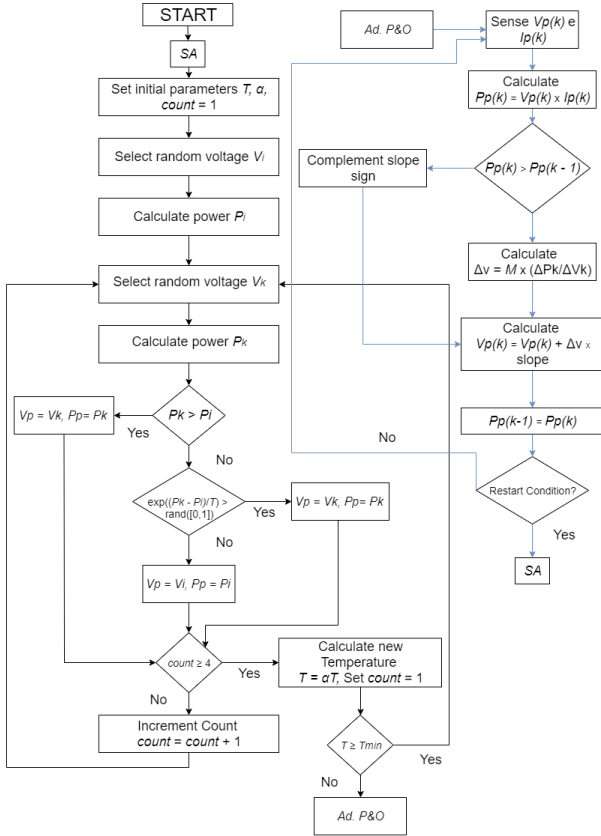 START
SA
Set initial parameters T, α,
count = 1
Select random voltage Vi
Calculate power Pi
Select random voltage Vk
Calculate power Pk
Pk > Pi
Yes
Vp = Vk, Pp= Pk
No
exp((Pk - Pi)/T) >
rand([0,1])
Yes
Vp = Vk, Pp= Pk
No
Vp = Vi, Pp = Pi
count ≥ 4
Yes
Calculate new
Temperature
T = αT, Set count = 1
No
Increment Count
count = count + 1
T ≥ Tmin
Yes
No
Ad. P&O
Ad. P&O
Sense Vp(k) e
Ip(k)
Calculate
Pp(k) = Vp(k) x Ip(k)
Pp(k) > Pp(k - 1)
Complement slope
sign
Calculate
Δv = M x (ΔPk/ΔVk)
Calculate
Vp(k) = Vp(k) + Δv x
slope
Pp(k-1) = Pp(k)
No
Restart Condition?
Yes
SA